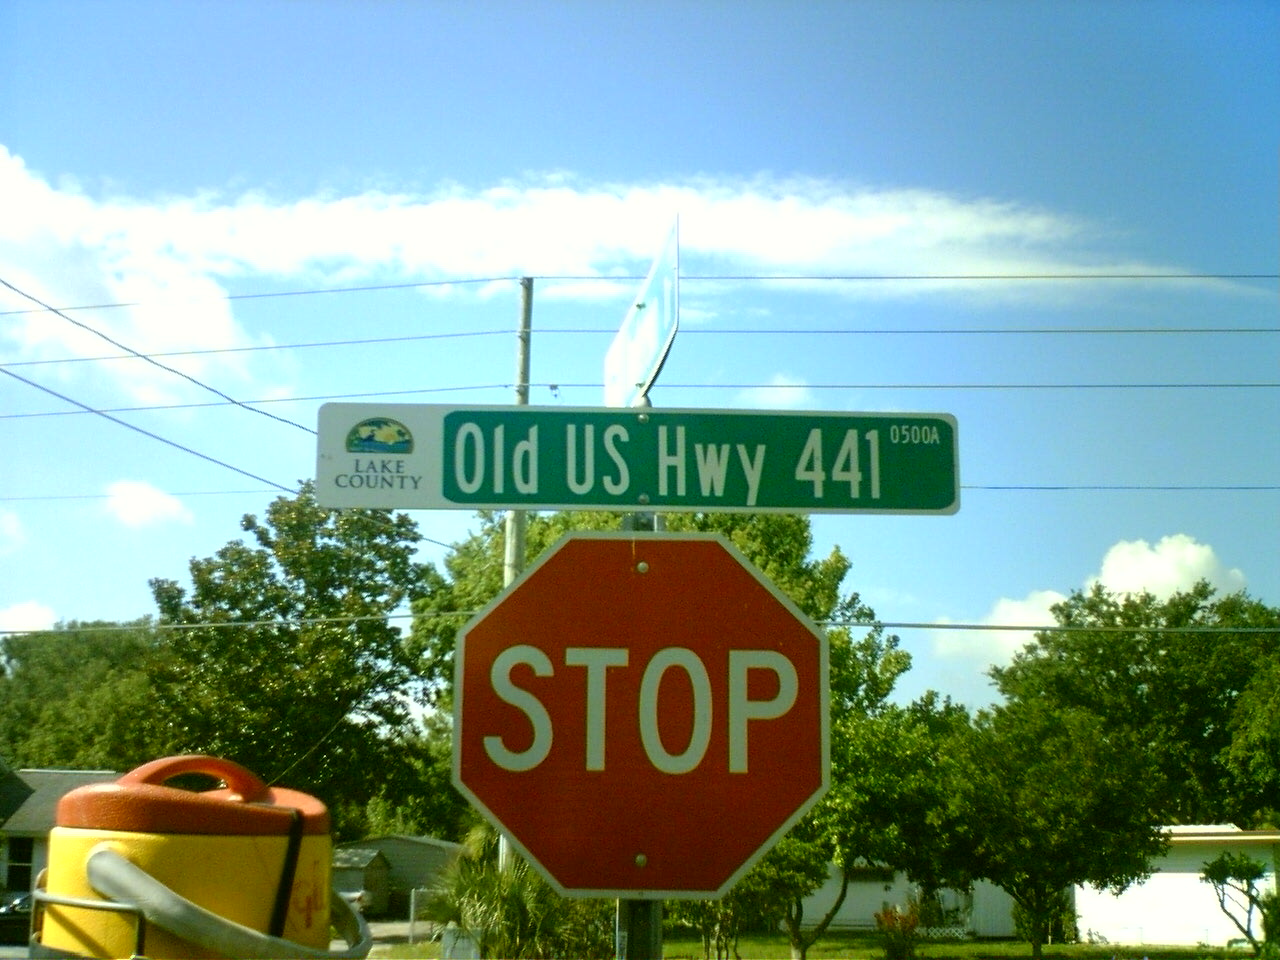 LAKE
COUNTY
Old US Hwy 441 0500A
STOP